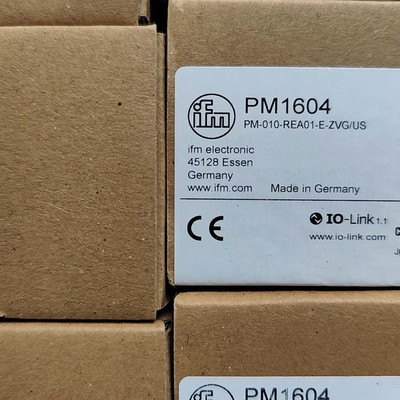 ifm
PM1604
PM-010-REA01-E-ZVG/US
ifm electronic
45128 Essen
Germany
www.ifm.com
Made in Germany
CE
IO-Link 1.1
www.io-link.com
PM1604